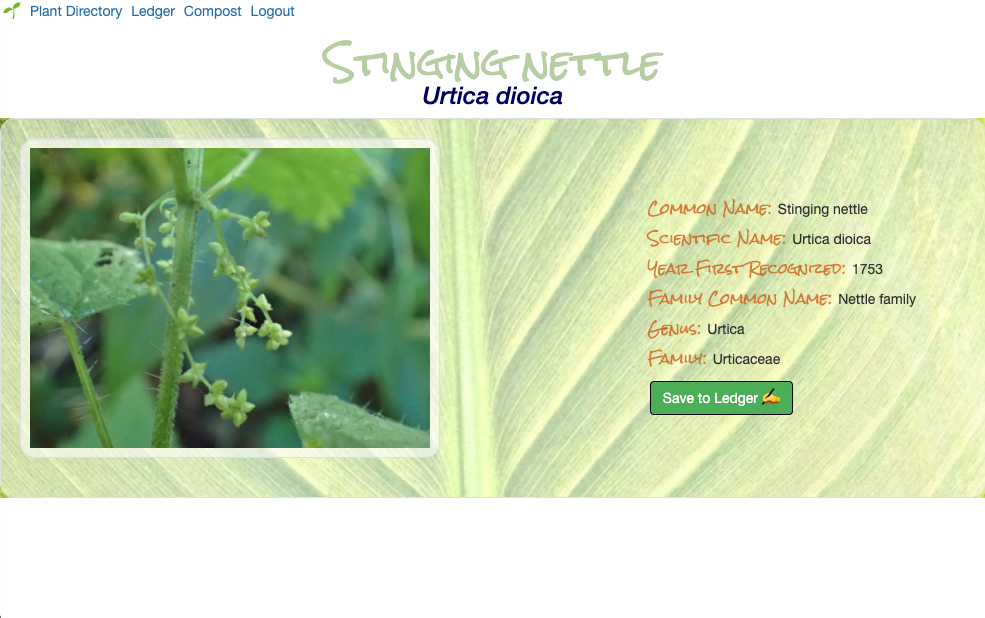 Plant Directory Ledger Compost Logout
Stinging nettle
Urtica dioica
Common Name: Stinging nettle
Scientific Name: Urtica dioica
Year First Recognized: 1753
Family Common Name: Nettle family
Genus: Urtica
Family: Urticaceae
Save to Ledger ✍️